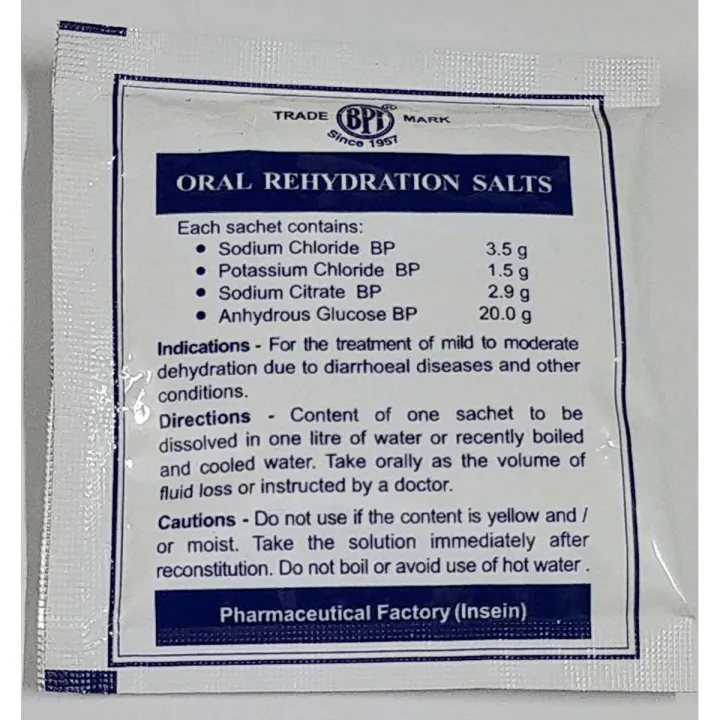 TRADE BPI MARK
Since 1957
ORAL REHYDRATION SALTS
Each sachet contains:
• Sodium Chloride BP 3.5 g
• Potassium Chloride BP 1.5 g
• Sodium Citrate BP 2.9 g
• Anhydrous Glucose BP 20.0 g
Indications - For the treatment of mild to moderate
dehydration due to diarrhoeal diseases and other
conditions.
Directions - Content of one sachet to be
dissolved in one litre of water or recently boiled
and cooled water. Take orally as the volume of
fluid loss or instructed by a doctor.
Cautions - Do not use if the content is yellow and /
or moist. Take the solution immediately after
reconstitution. Do not boil or avoid use of hot water .
Pharmaceutical Factory (Insein)